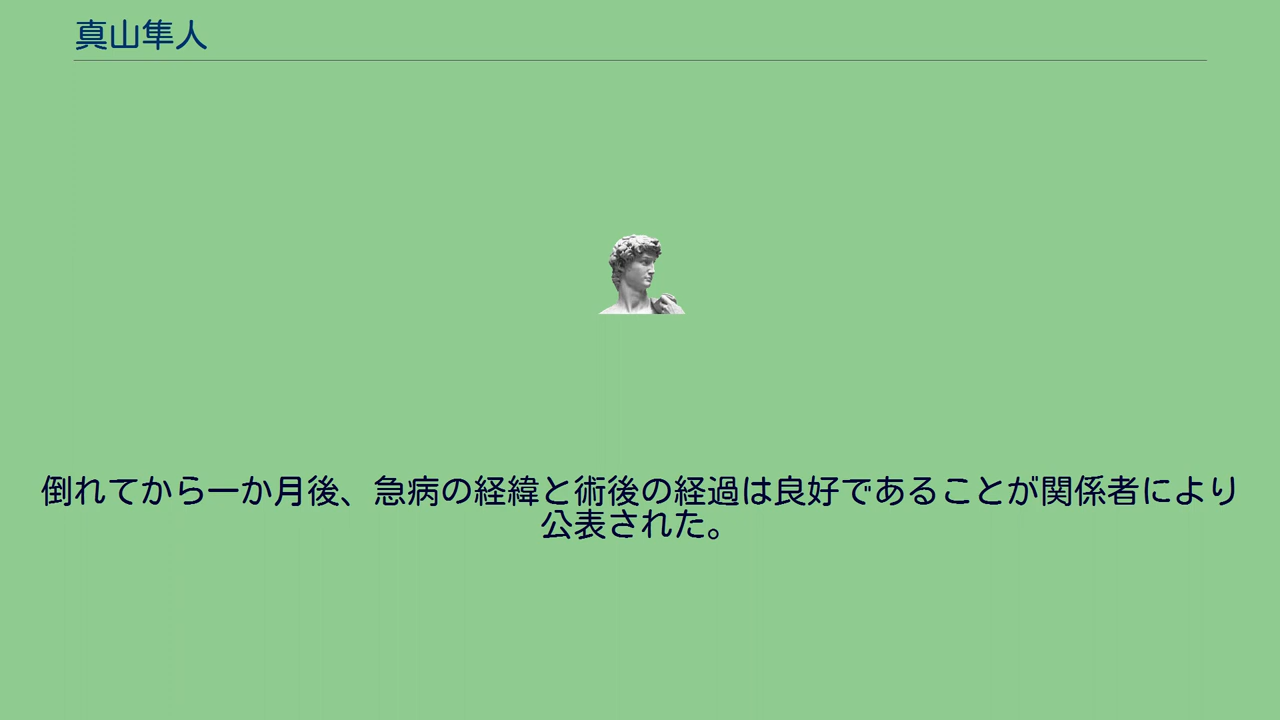 真山隼人
倒れてから一か月後、急病の経緯と術後の経過は良好であることが関係者により
公表された。